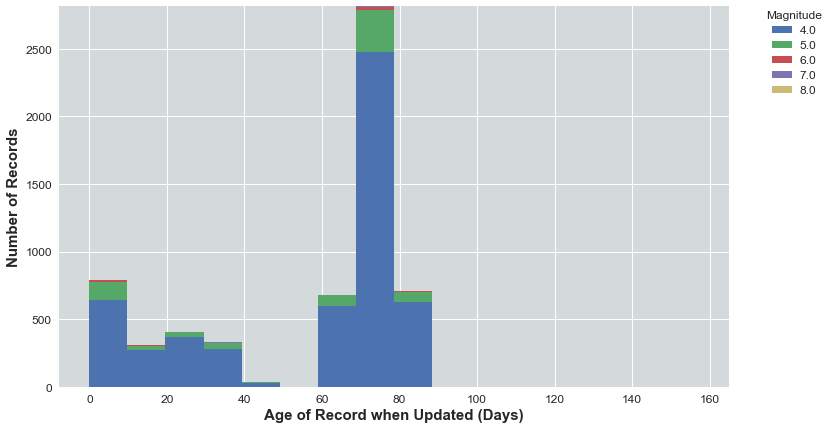 Magnitude
4.0
5.0
6.0
7.0
8.0
2500
2000
1500
1000
500
0
Number of Records
0 20 40 60 80 100 120 140 160
Age of Record when Updated (Days)